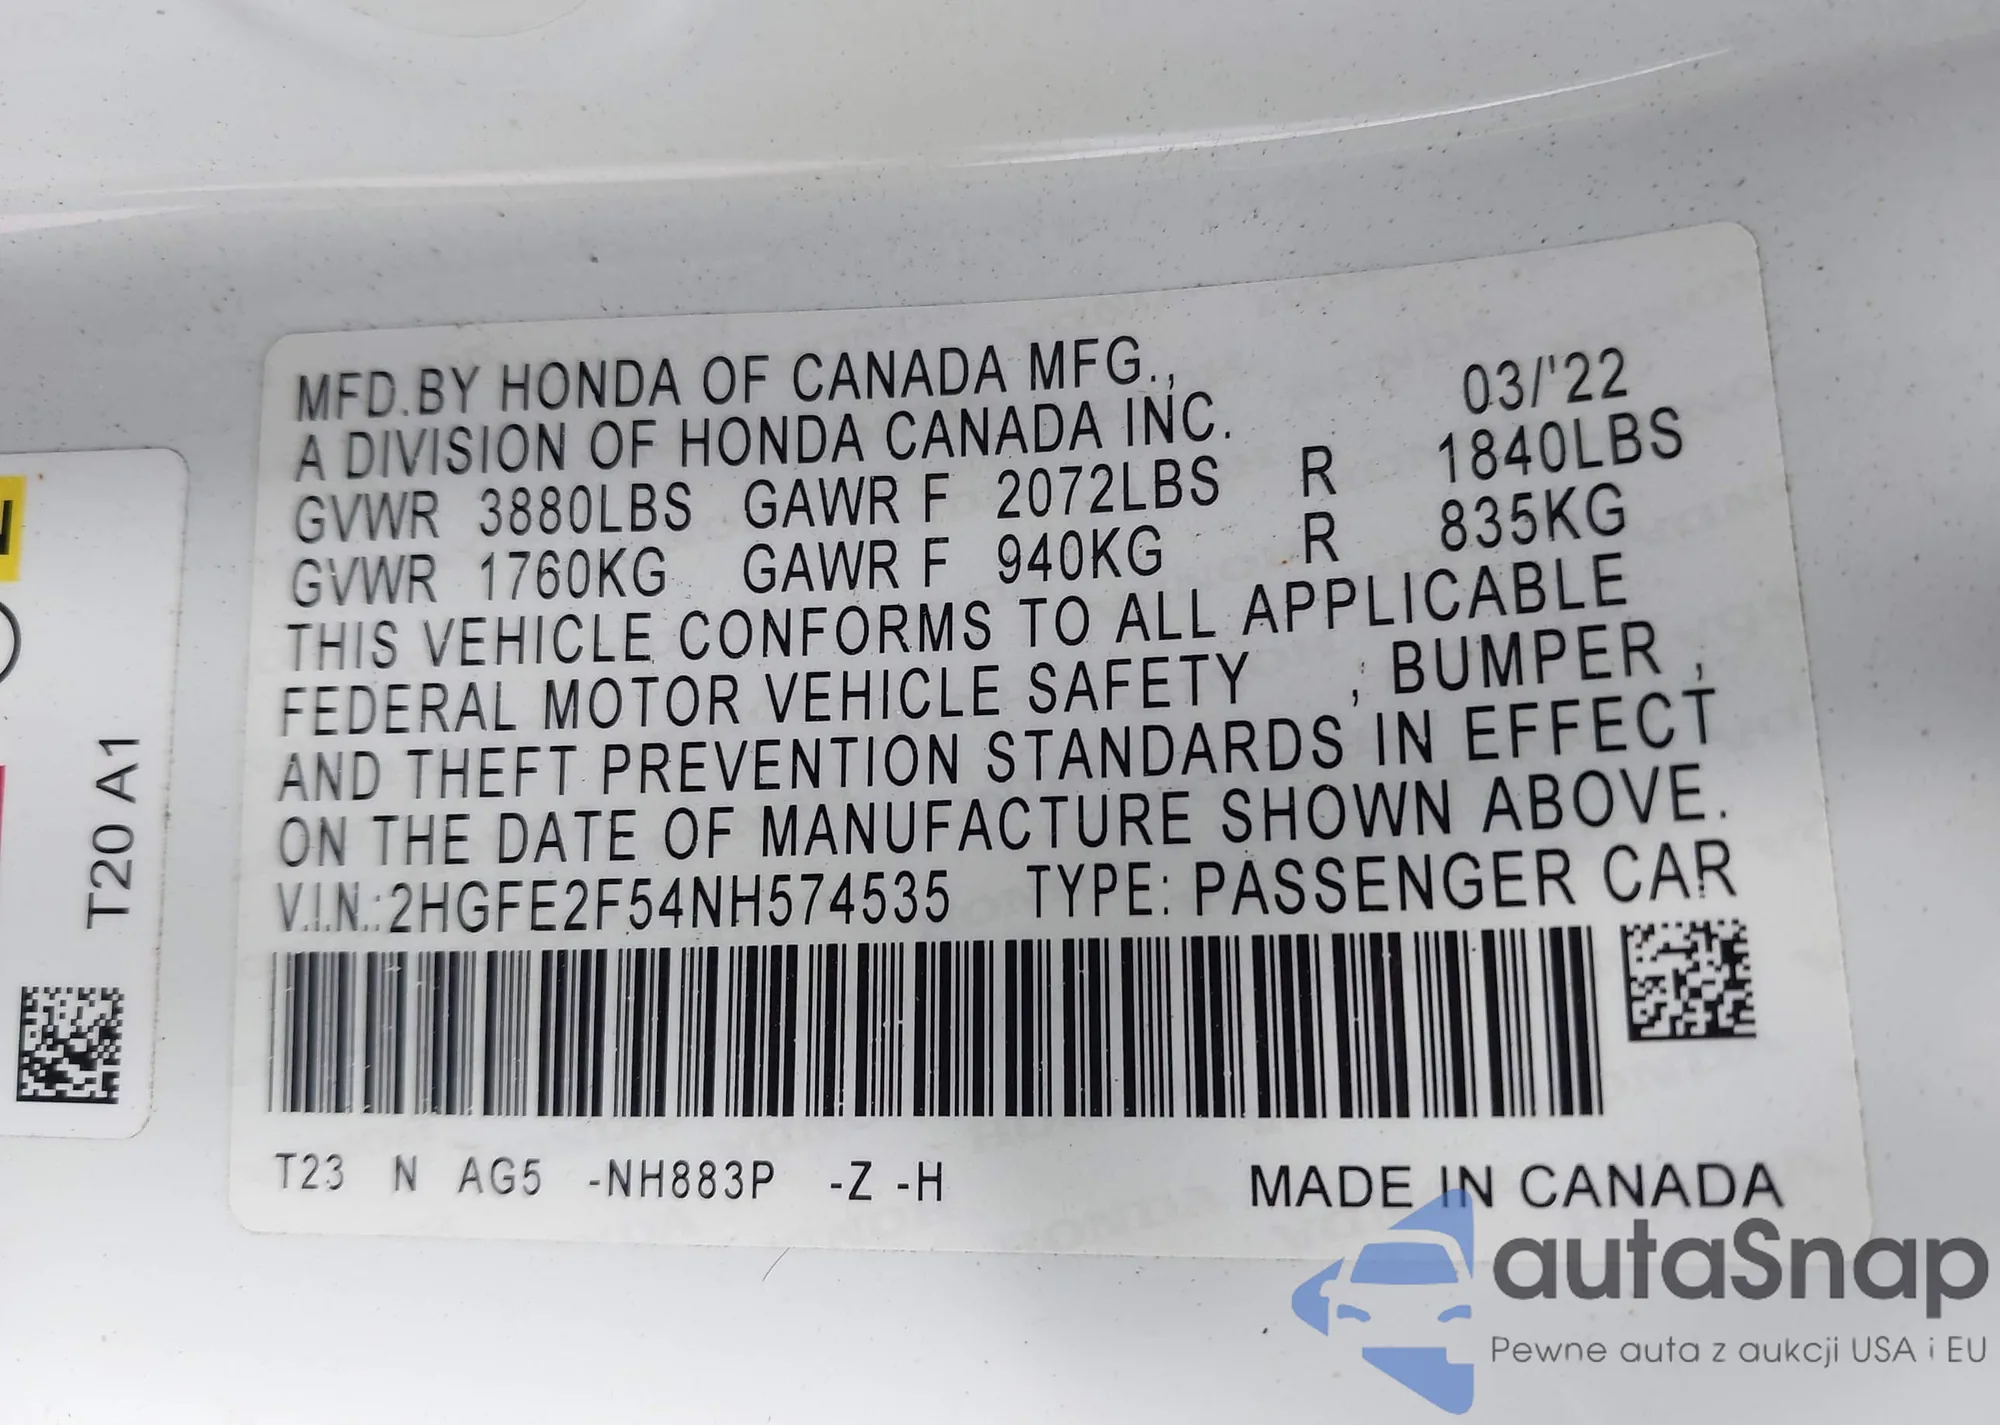 MFD.BY HONDA OF CANADA MFG., 03/'22
A DIVISION OF HONDA CANADA INC.
GVWR 3880LBS GAWR F 2072LBS R 1840LBS
GVWR 1760KG GAWR F 940KG R 835KG
THIS VEHICLE CONFORMS TO ALL APPLICABLE
FEDERAL MOTOR VEHICLE SAFETY , BUMPER ,
AND THEFT PREVENTION STANDARDS IN EFFECT
ON THE DATE OF MANUFACTURE SHOWN ABOVE.
V.I.N.:2HGFE2F54NH574535 TYPE: PASSENGER CAR
T23 N AG5 -NH883P -Z -H MADE IN CANADA
T20 A1
autaSnap
Pewne auta z aukcji USA i EU